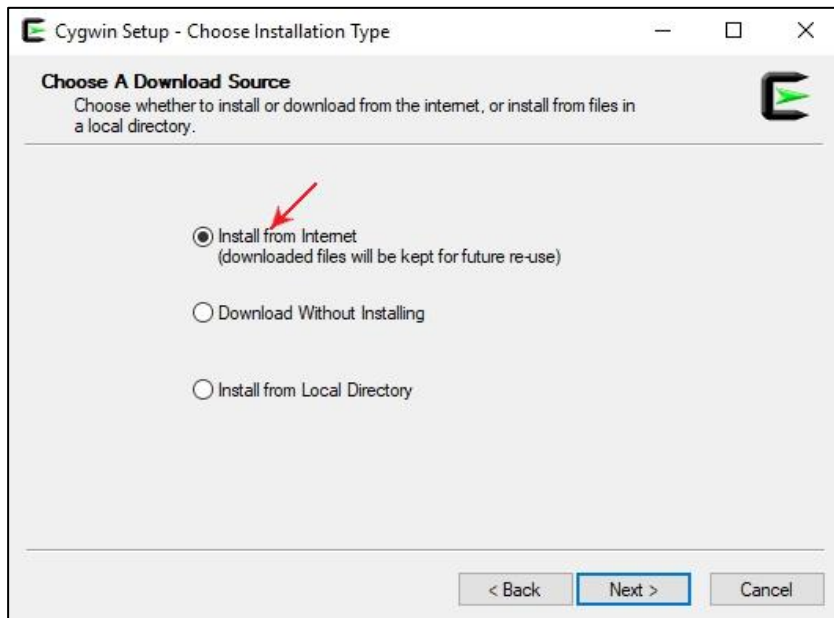 Cygwin Setup - Choose Installation Type
Choose A Download Source
Choose whether to install or download from the internet, or install from files in
a local directory.
Install from Internet
(downloaded files will be kept for future re-use)
Download Without Installing
Install from Local Directory
< Back Next > Cancel